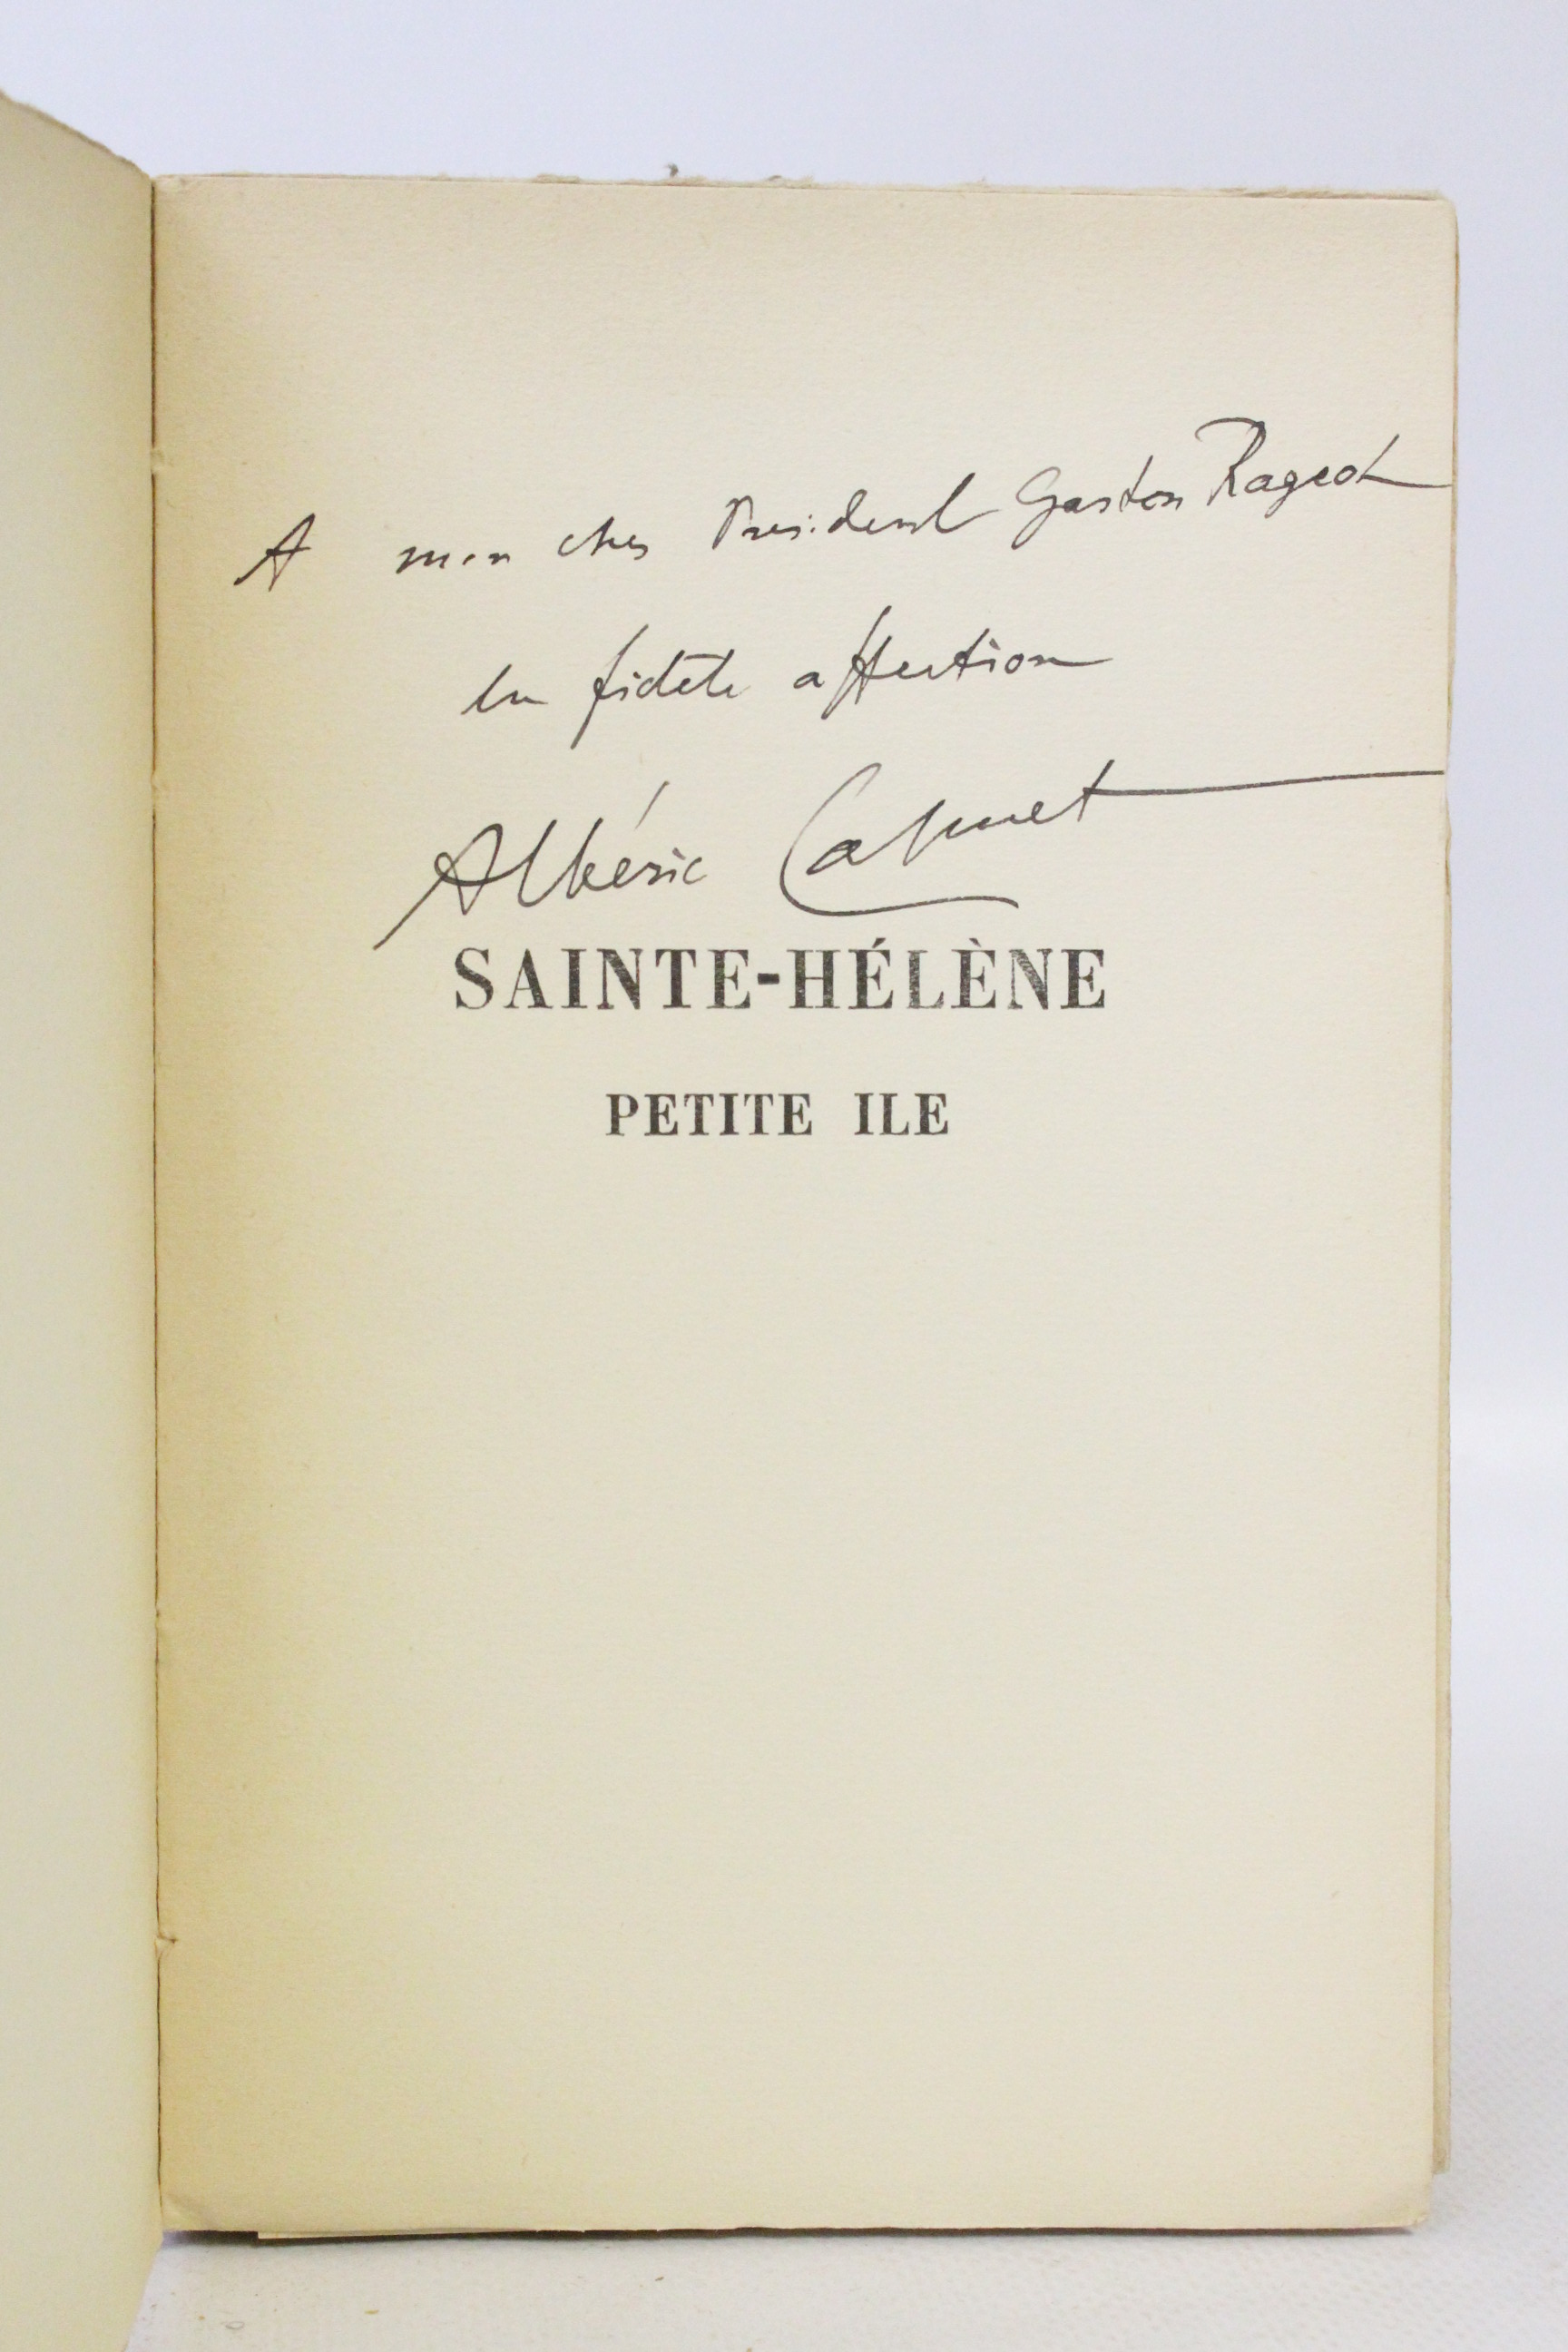 A mon cher Président Gaston Rageot
en fidèle affection
Albéric Cahuet
SAINTE-HÉLÈNE
PETITE ILE